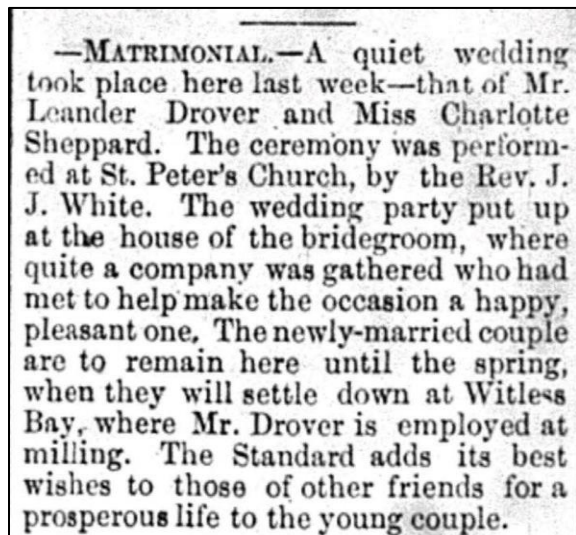 —MATRIMONIAL.—A quiet wedding
took place here last week—that of Mr.
Leander Drover and Miss Charlotte
Sheppard. The ceremony was perform-
ed at St. Peter's Church, by the Rev. J.
J. White. The wedding party put up
at the house of the bridegroom, where
quite a company was gathered who had
met to help make the occasion a happy,
pleasant one. The newly-married couple
are to remain here until the spring,
when they will settle down at Witless
Bay, where Mr. Drover is employed at
milling. The Standard adds its best
wishes to those of other friends for a
prosperous life to the young couple.